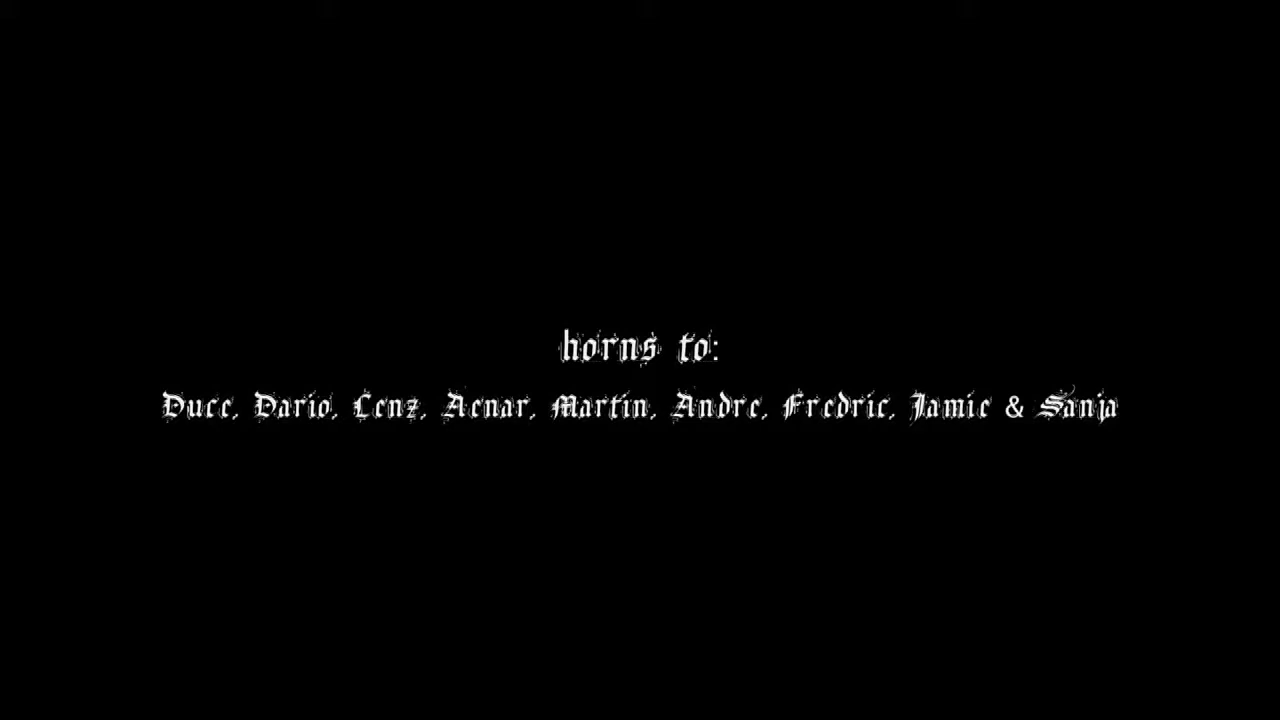 horns to:
Duce, Dario, Lenz, Aenar, Martin, Andre, Fredric, Jamie & Sanja